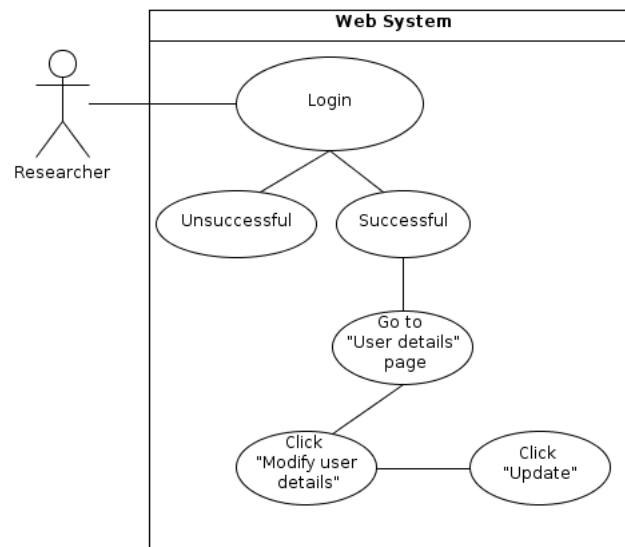 Web System
Login
Researcher
Unsuccessful
Successful
Go to
"User details"
page
Click
"Modify user
details"
Click
"Update"